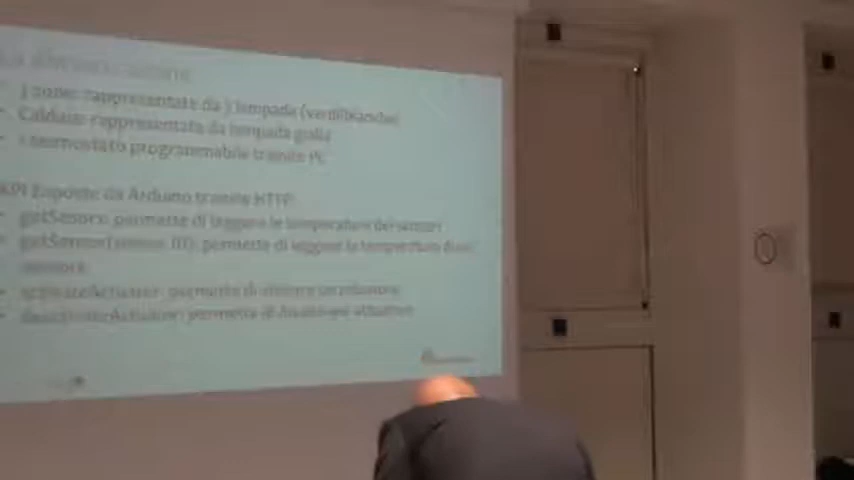 3 zone: rappresentate da 3 lampade (verdi/bianche)
Caldaia: rappresentata da lampada gialla
1 termostato programmabile tramite PC
API Esposte da Arduino tramite HTTP:
getSensors: permette di leggere le temperature dei sensori
getSensor(sensor_ID): permette di leggere la temperatura di un
sensore
activateActuator: permette di attivare un attuatore
deactivateActuator: permette di disattivare attuatore